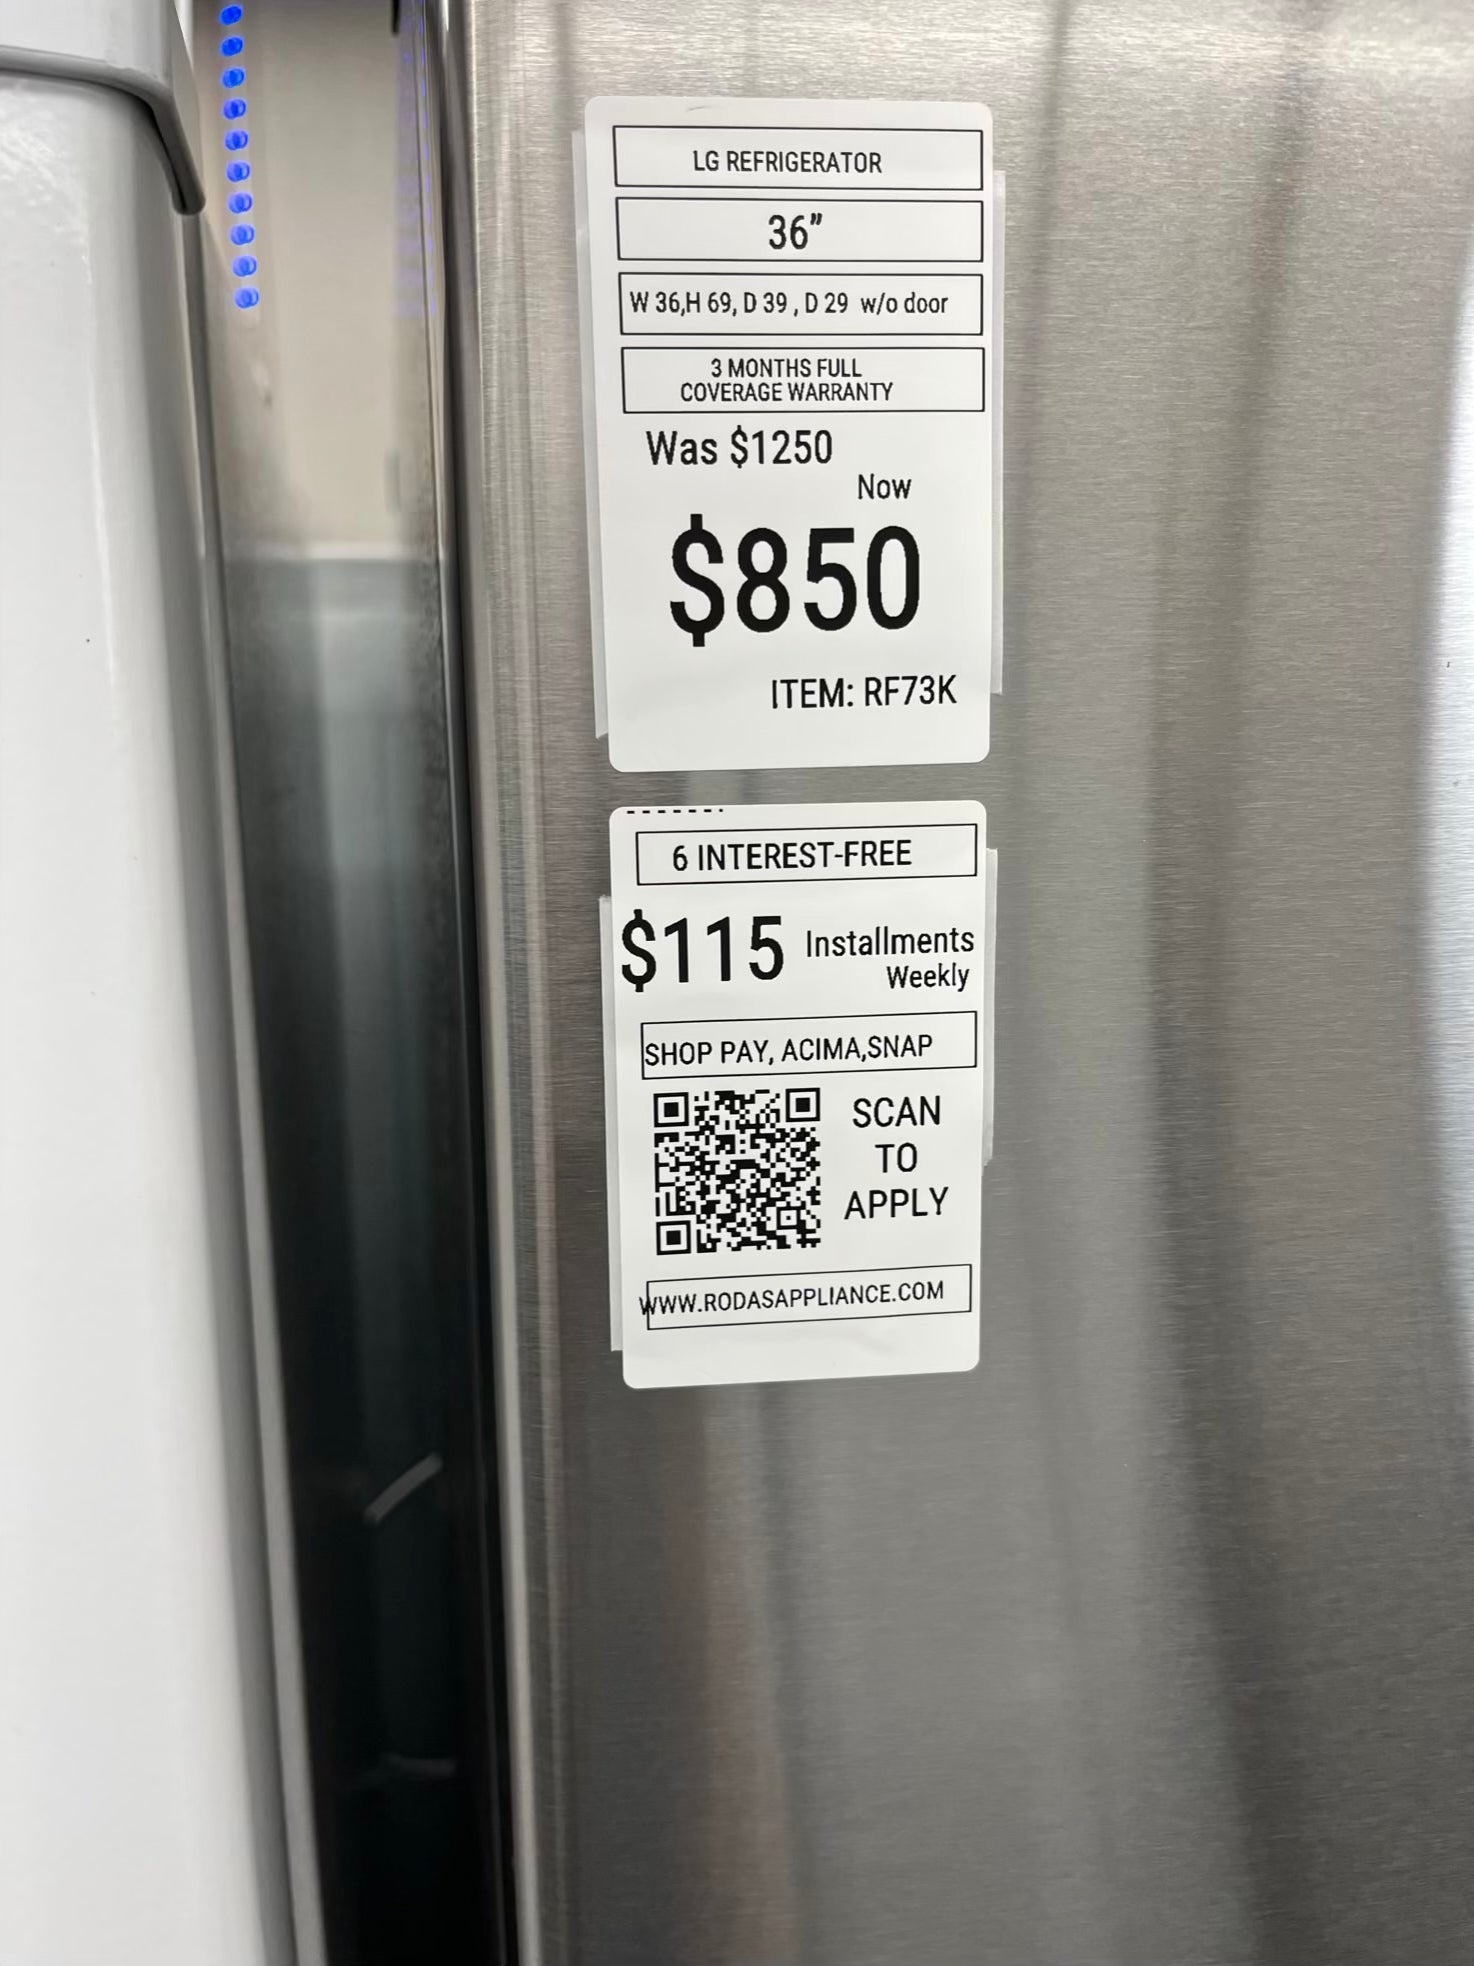 LG REFRIGERATOR
36”
W 36,H 69, D 39 , D 29 w/o door
3 MONTHS FULL
COVERAGE WARRANTY
Was $1250
Now
$850
ITEM: RF73K
6 INTEREST-FREE
$115 Installments
Weekly
SHOP PAY, ACIMA,SNAP
SCAN
TO
APPLY
WWW.RODASAPPLIANCE.COM